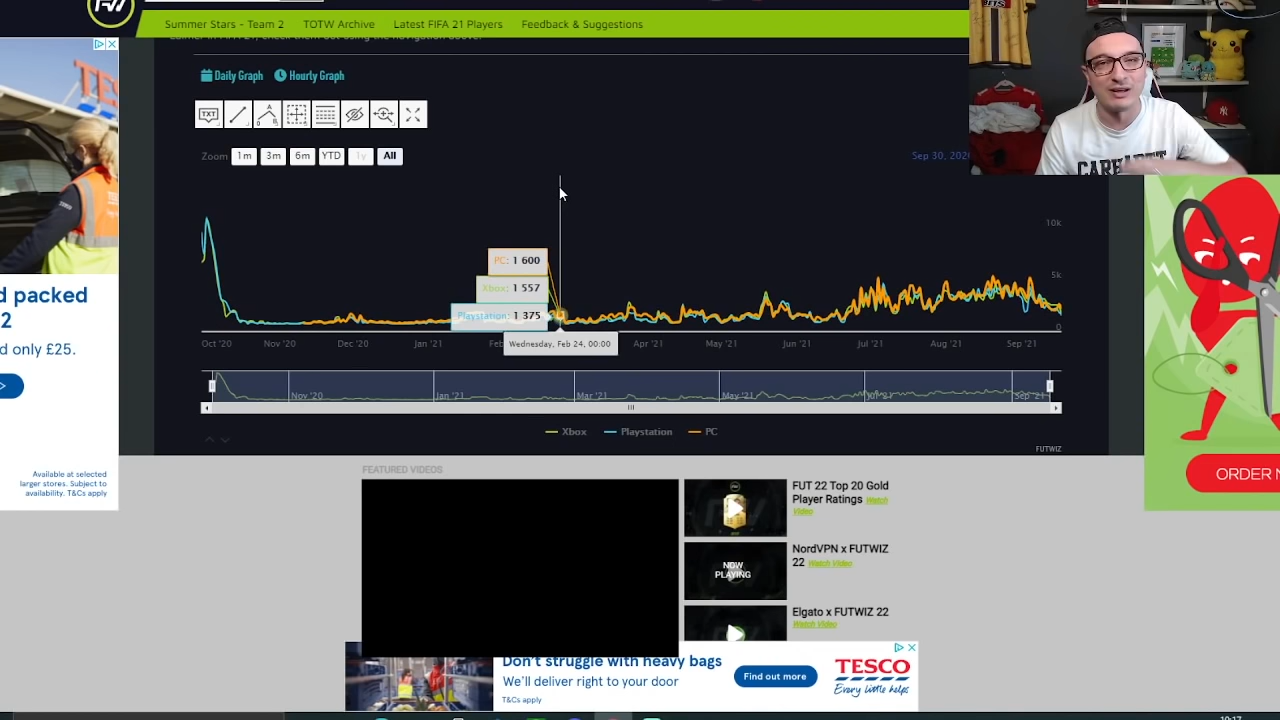 FW
Summer Stars - Team 2 TOTW Archive Latest FIFA 21 Players Feedback & Suggestions
Daily Graph Hourly Graph
TXT
Zoom 1m 3m 6m YTD 1y All
Sep 30, 202
10k
PC: 1 600
5k
Xbox: 1 557
Playstation: 1 375
0
Oct '20 Nov '20 Dec '20 Jan '21 Feb Apr '21 May '21 Jun '21 Jul '21 Aug '21 Sep '21
Wednesday, Feb 24, 00:00
Nov '20 Jan '21 Mar '21 May '21 Jul '21 Sep '21
Xbox Playstation PC
FUTWIZ
d packed
2
d only £25.
Available at selected
larger stores. Subject to
availability. T&Cs apply
CARHARTT
ORDER N
FEATURED VIDEOS
FUT 22 Top 20 Gold
Player Ratings Watch
Video
NOW
PLAYING
NordVPN x FUTWIZ
22 Watch Video
Elgato x FUTWIZ 22
Watch Video
Don't struggle with heavy bags
We'll deliver right to your door
T&Cs apply
Find out more
TESCO
Every little helps
10:17